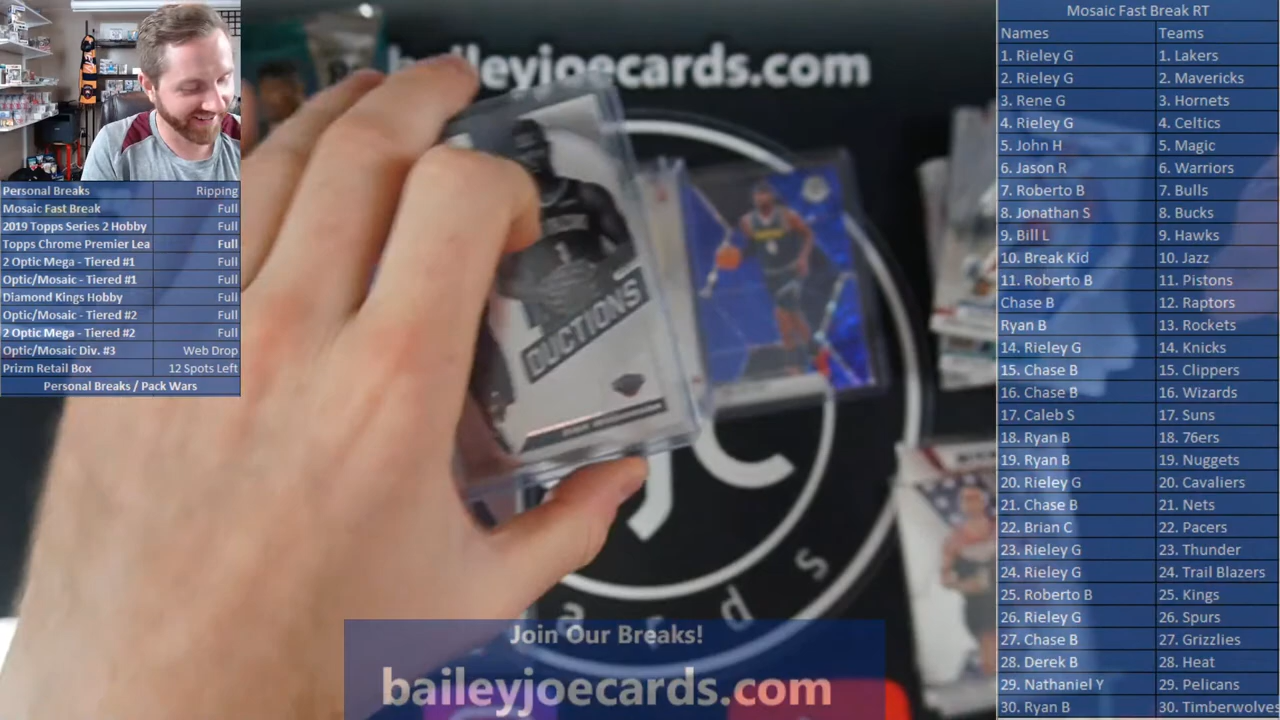 baileyjoecards.com
Mosaic Fast Break RT
Names Teams
1. Rieley G 1. Lakers
2. Rieley G 2. Mavericks
3. Rene G 3. Hornets
4. Rieley G 4. Celtics
5. John H 5. Magic
6. Jason R 6. Warriors
7. Roberto B 7. Bulls
8. Jonathan S 8. Bucks
9. Bill L 9. Hawks
10. Break Kid 10. Jazz
11. Roberto B 11. Pistons
Chase B 12. Raptors
Ryan B 13. Rockets
14. Rieley G 14. Knicks
15. Chase B 15. Clippers
16. Chase B 16. Wizards
17. Caleb S 17. Suns
18. Ryan B 18. 76ers
19. Ryan B 19. Nuggets
20. Rieley G 20. Cavaliers
21. Chase B 21. Nets
22. Brian C 22. Pacers
23. Rieley G 23. Thunder
24. Rieley G 24. Trail Blazers
25. Roberto B 25. Kings
26. Rieley G 26. Spurs
27. Chase B 27. Grizzlies
28. Derek B 28. Heat
29. Nathaniel Y 29. Pelicans
30. Ryan B 30. Timberwolves
Personal Breaks Ripping
Mosaic Fast Break Full
2019 Topps Series 2 Hobby Full
Topps Chrome Premier Lea Full
2 Optic Mega - Tiered #1 Full
Optic/Mosaic - Tiered #1 Full
Diamond Kings Hobby Full
Optic/Mosaic - Tiered #2 Full
2 Optic Mega - Tiered #2 Full
Optic/Mosaic Div. #3 Web Drop
Prizm Retail Box 12 Spots Left
Personal Breaks / Pack Wars
DUCTIONS
jc
ards
Join Our Breaks!
baileyjoecards.com